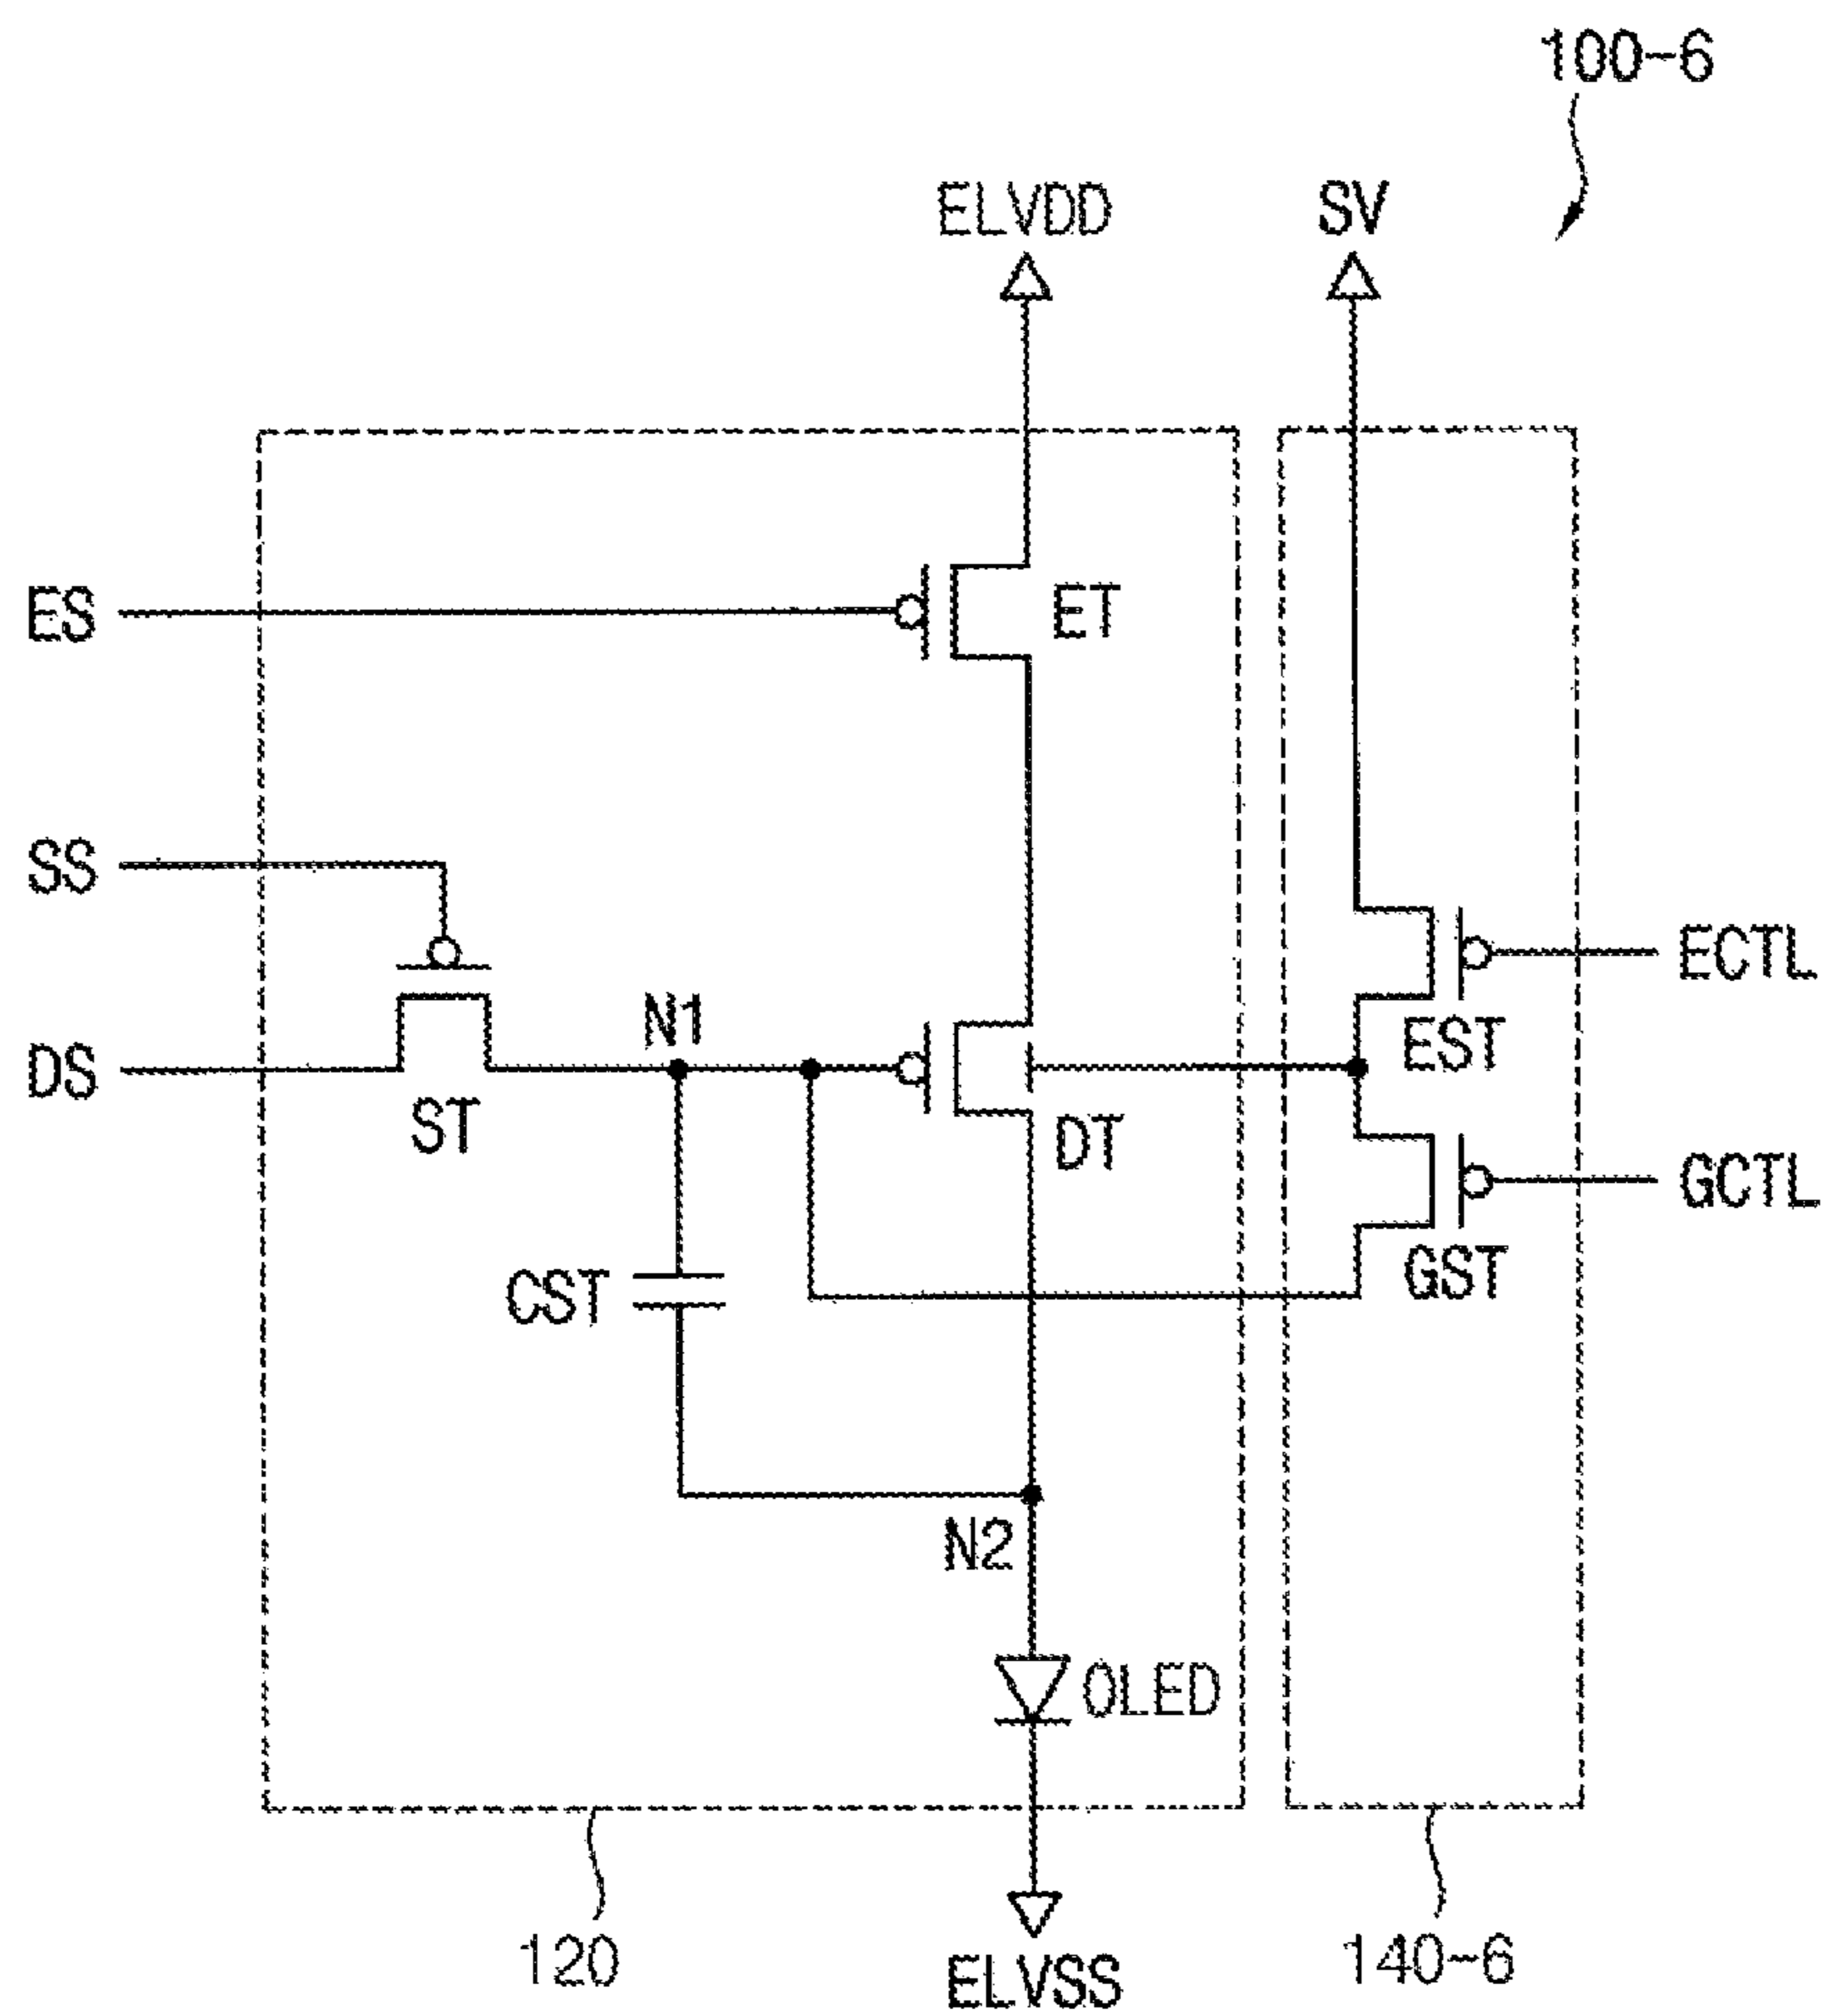 100-6
ELVDD
SV
ES
ET
SS
ECTL
N1
EST
DS
ST
DT
GCTL
GST
CST
N2
OLED
120
ELVSS
140-6